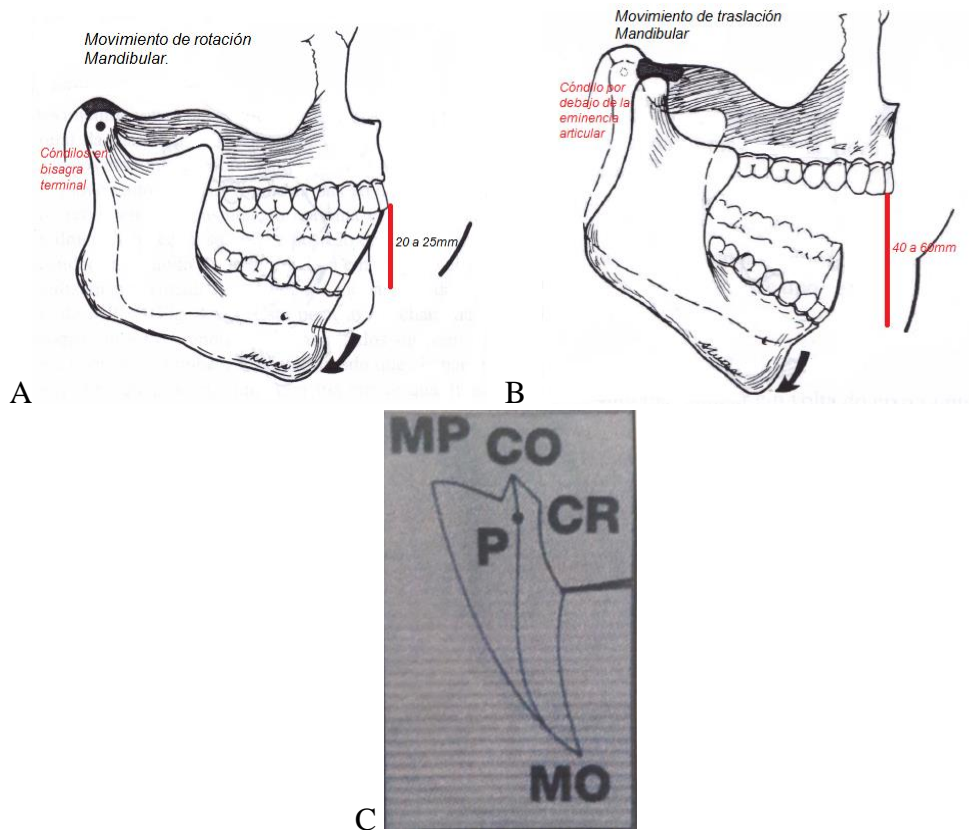 Movimiento de rotación
Mandibular.
Cóndilos en
bisagra
terminal
20 a 25mm
A
Movimiento de traslación
Mandibular
Cóndilo por
debajo de la
eminencia
articular
40 a 60mm
B
MP CO
CR
P
MO
C